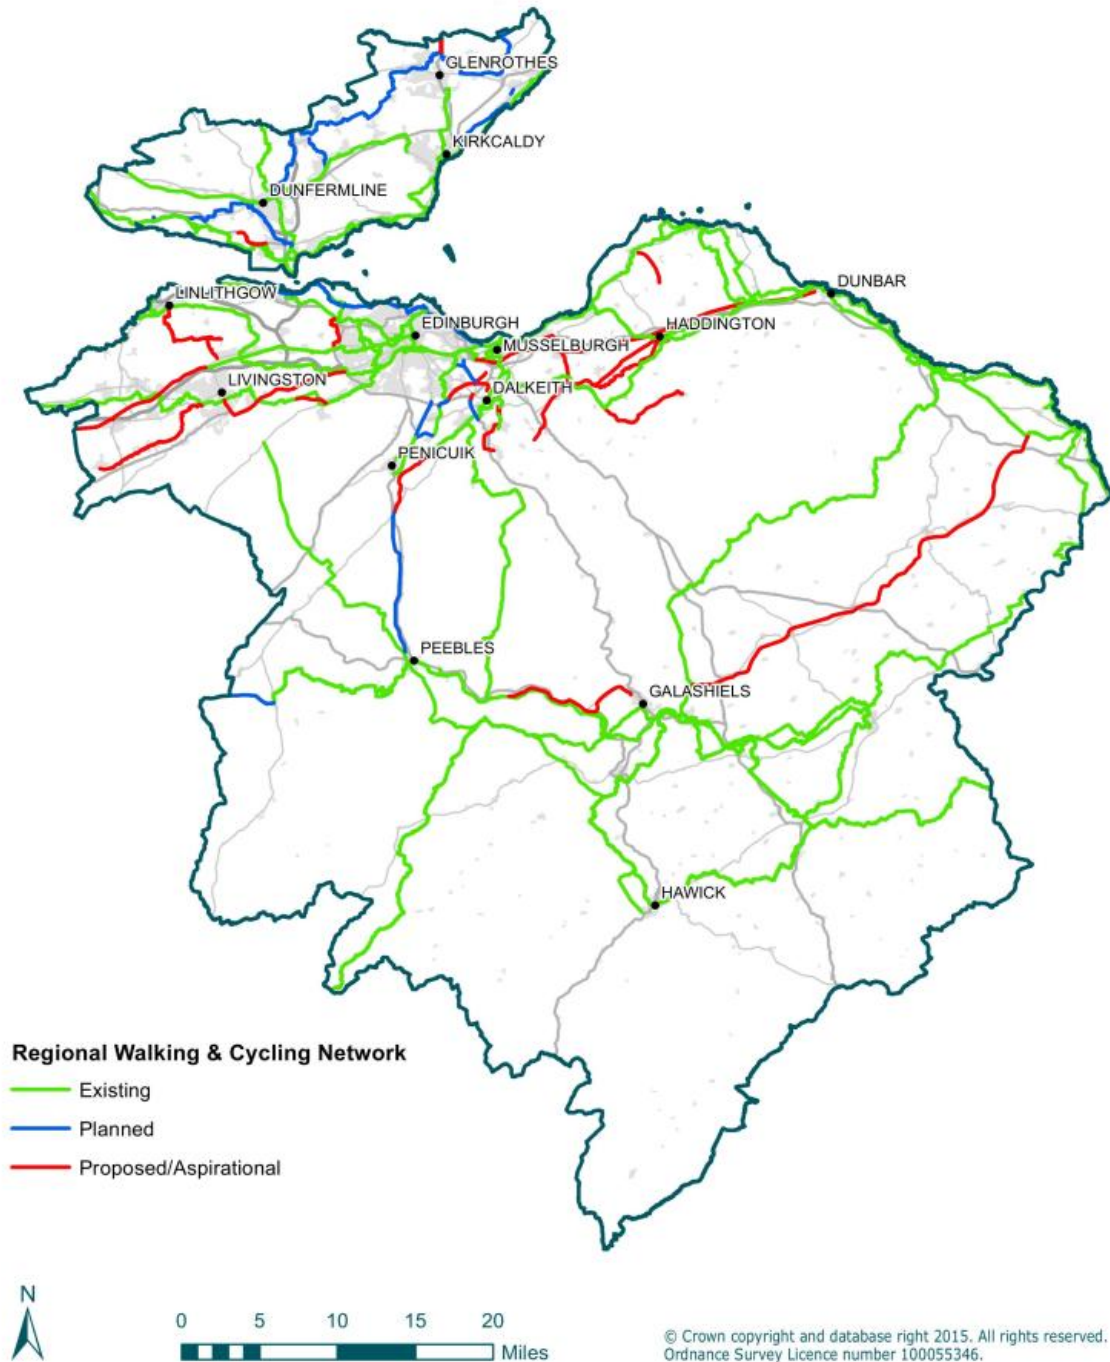 GLENROTHES
KIRKCALDY
DUNFERMLINE
LINLITHGOW
DUNBAR
EDINBURGH
HADDINGTON
MUSSELBURGH
LIVINGSTON
DALKEITH
PENICUIK
PEEBLES
GALASHIELS
HAWICK
Regional Walking & Cycling Network
Existing
Planned
Proposed/Aspirational
N
0 5 10 15 20
Miles
© Crown copyright and database right 2015. All rights reserved.
Ordnance Survey Licence number 100055346.